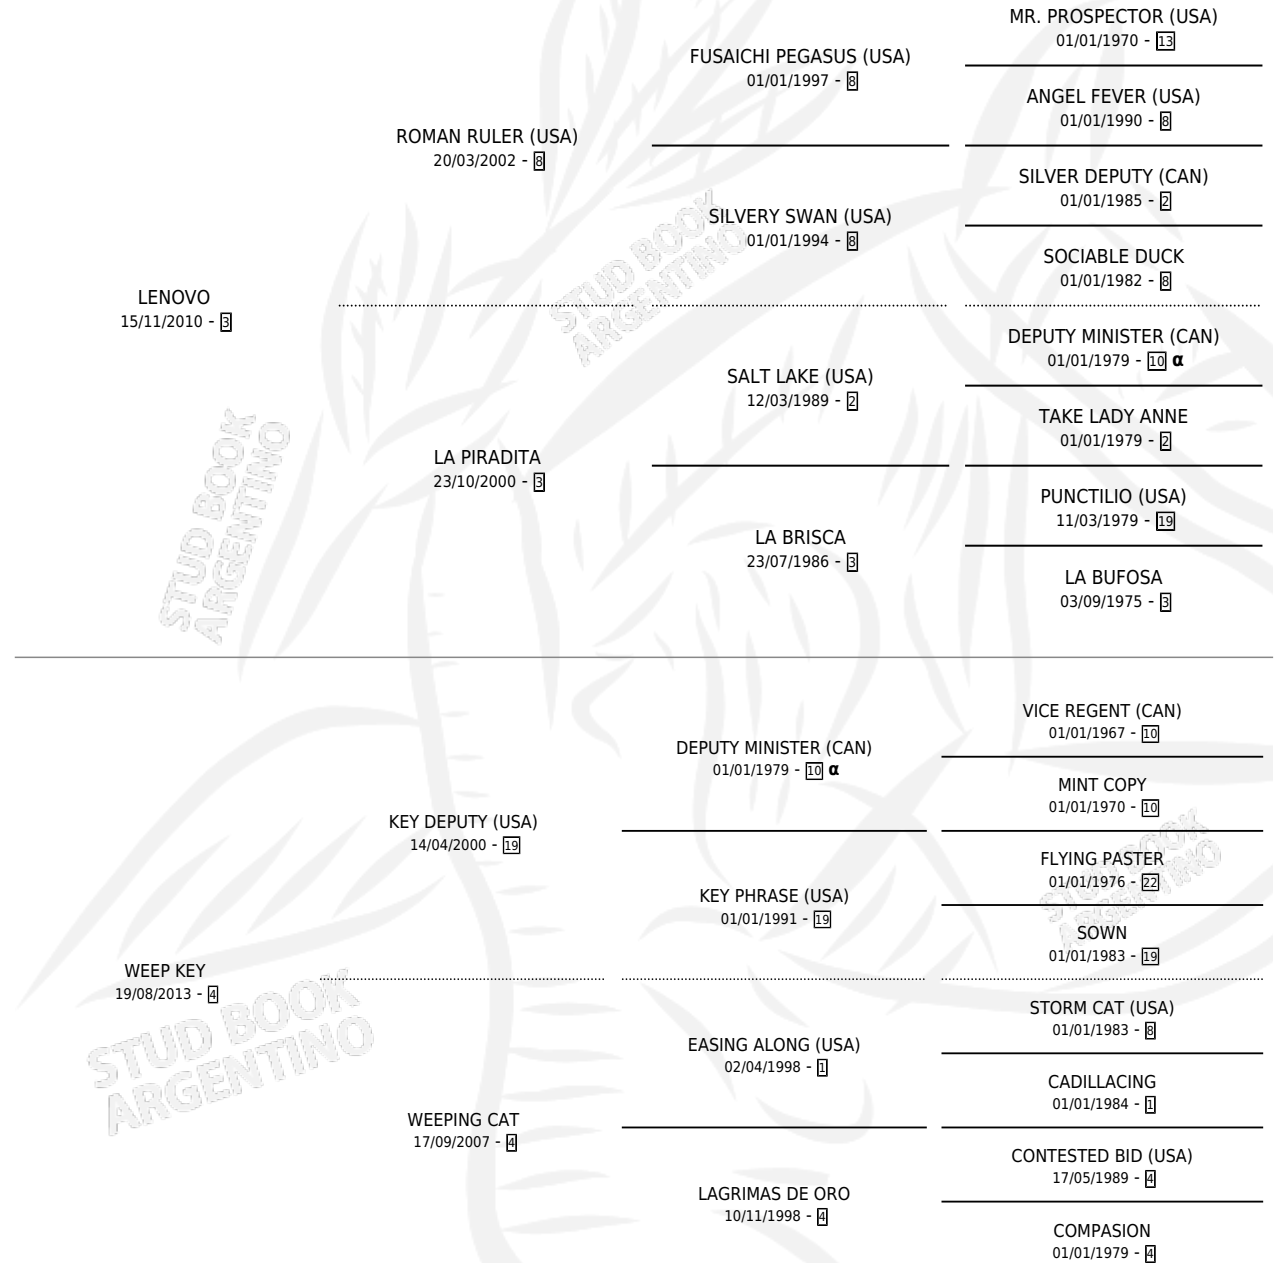 MR. PROSPECTOR (USA)
01/01/1970 - 13
FUSAICHI PEGASUS (USA)
01/01/1997 - 8
ANGEL FEVER (USA)
01/01/1990 - 8
ROMAN RULER (USA)
20/03/2002 - 8
SILVER DEPUTY (CAN)
01/01/1985 - 2
SILVERY SWAN (USA)
01/01/1994 - 8
SOCIABLE DUCK
01/01/1982 - 8
LENOVO
15/11/2010 - 3
DEPUTY MINISTER (CAN)
01/01/1979 - 10 α
SALT LAKE (USA)
12/03/1989 - 2
TAKE LADY ANNE
01/01/1979 - 2
LA PIRADITA
23/10/2000 - 3
PUNCTILIO (USA)
11/03/1979 - 19
LA BRISCA
23/07/1986 - 3
LA BUFOSA
03/09/1975 - 3
VICE REGENT (CAN)
01/01/1967 - 10
DEPUTY MINISTER (CAN)
01/01/1979 - 10 α
MINT COPY
01/01/1970 - 10
KEY DEPUTY (USA)
14/04/2000 - 19
FLYING PASTER
01/01/1976 - 22
KEY PHRASE (USA)
01/01/1991 - 19
SOWN
01/01/1983 - 19
WEEP KEY
19/08/2013 - 4
STORM CAT (USA)
01/01/1983 - 8
EASING ALONG (USA)
02/04/1998 - 1
CADILLACING
01/01/1984 - 1
WEEPING CAT
17/09/2007 - 4
CONTESTED BID (USA)
17/05/1989 - 4
LAGRIMAS DE ORO
10/11/1998 - 4
COMPASION
01/01/1979 - 4
STUD BOOK
ARGENTINO
STUD BOOK
ARGENTINO
STUD BOOK
ARGENTINO
STUD BOOK
ARGENTINO